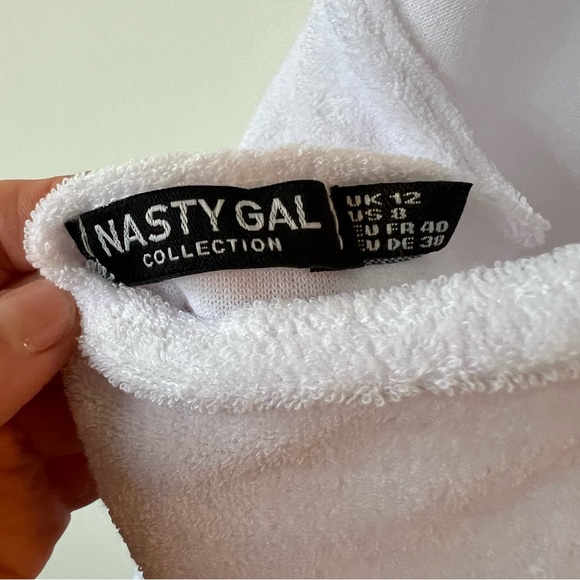 NASTY GAL
COLLECTION
UK 12
US 8
EU FR 40
EU DE 38